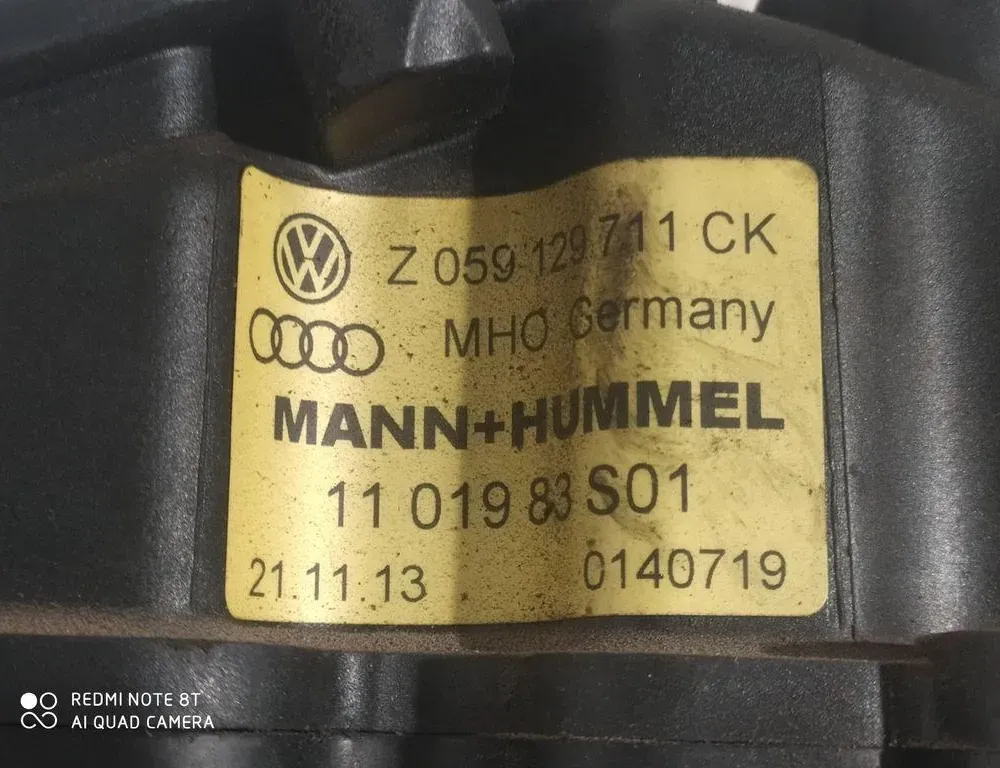 Z 059 129 711 CK
MHO Germany
MANN+HUMMEL
11 019 83 S01
21.11.13 0140719
REDMI NOTE 8T
AI QUAD CAMERA